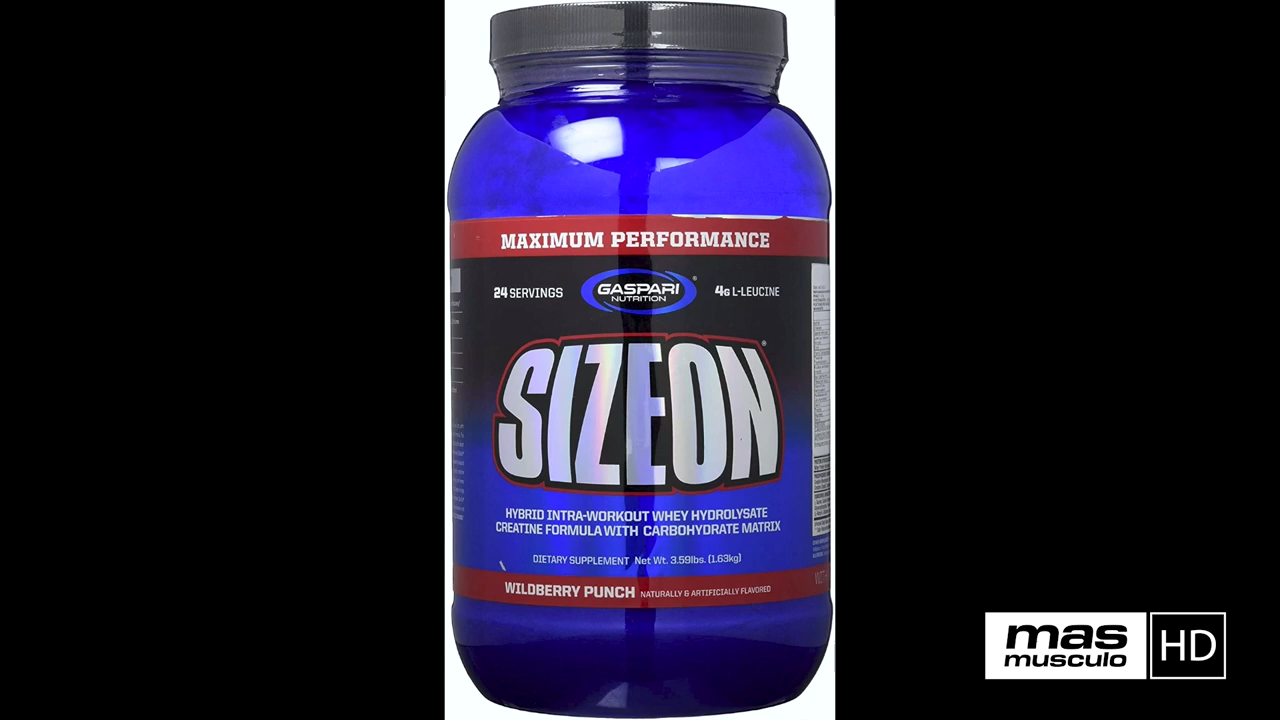 MAXIMUM PERFORMANCE
24 SERVINGS
GASPARI
NUTRITION
®
4G L-LEUCINE
SIZEON®
HYBRID INTRA-WORKOUT WHEY HYDROLYSATE
CREATINE FORMULA WITH CARBOHYDRATE MATRIX
DIETARY SUPPLEMENT Net Wt. 3.59lbs. (1.63kg)
WILDBERRY PUNCH NATURALLY & ARTIFICIALLY FLAVORED
mas
musculo
HD